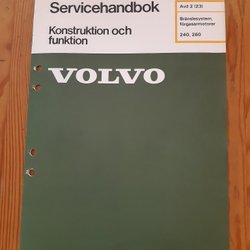 Servicehandbok
Konstruktion och
funktion
Avd 2 (23)
Bränslesystem,
förgasarmotorer
240, 260
VOLVO